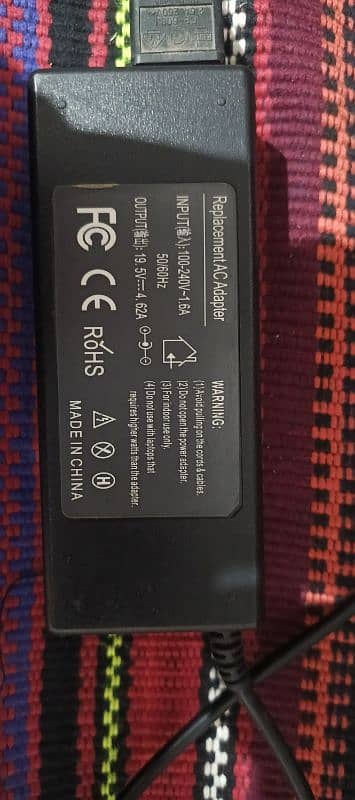 Replacement AC Adapter
INPUT(输入): 100-240V~1.6A
50/60Hz
OUTPUT(输出): 19.5V⎓4.62A
FC CE RoHS
WARNING:
(1) Avoid pulling on the cords & cables.
(2) Do not open the power adapter.
(3) For indoor use only.
(4) Do not use with laptops that
requires higher watts than the adapter.
H
MADE IN CHINA
250V~